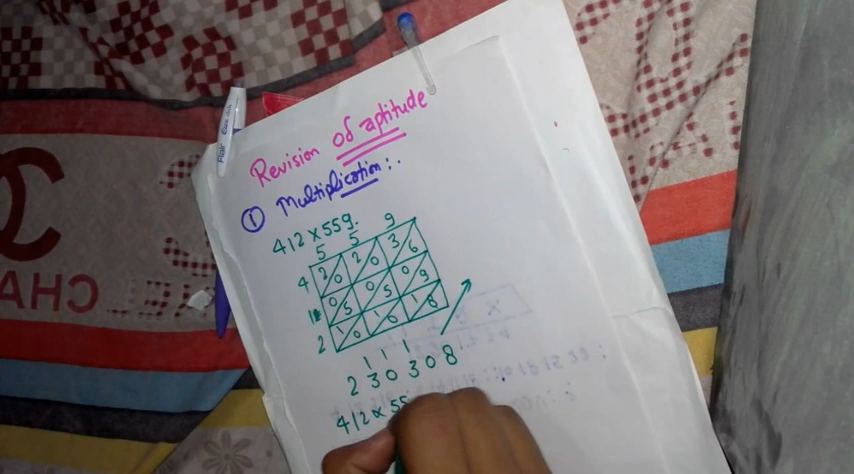 Revision of aptitude
① Multiplication:.
412 x 559.
5 5 9
4 2 0 2 0 3 6
1 0 5 0 5 0 9
2 1 0 1 0 1 8
1 1 1
2 3 0 3 0 8
412 x 55
Flair
CHA